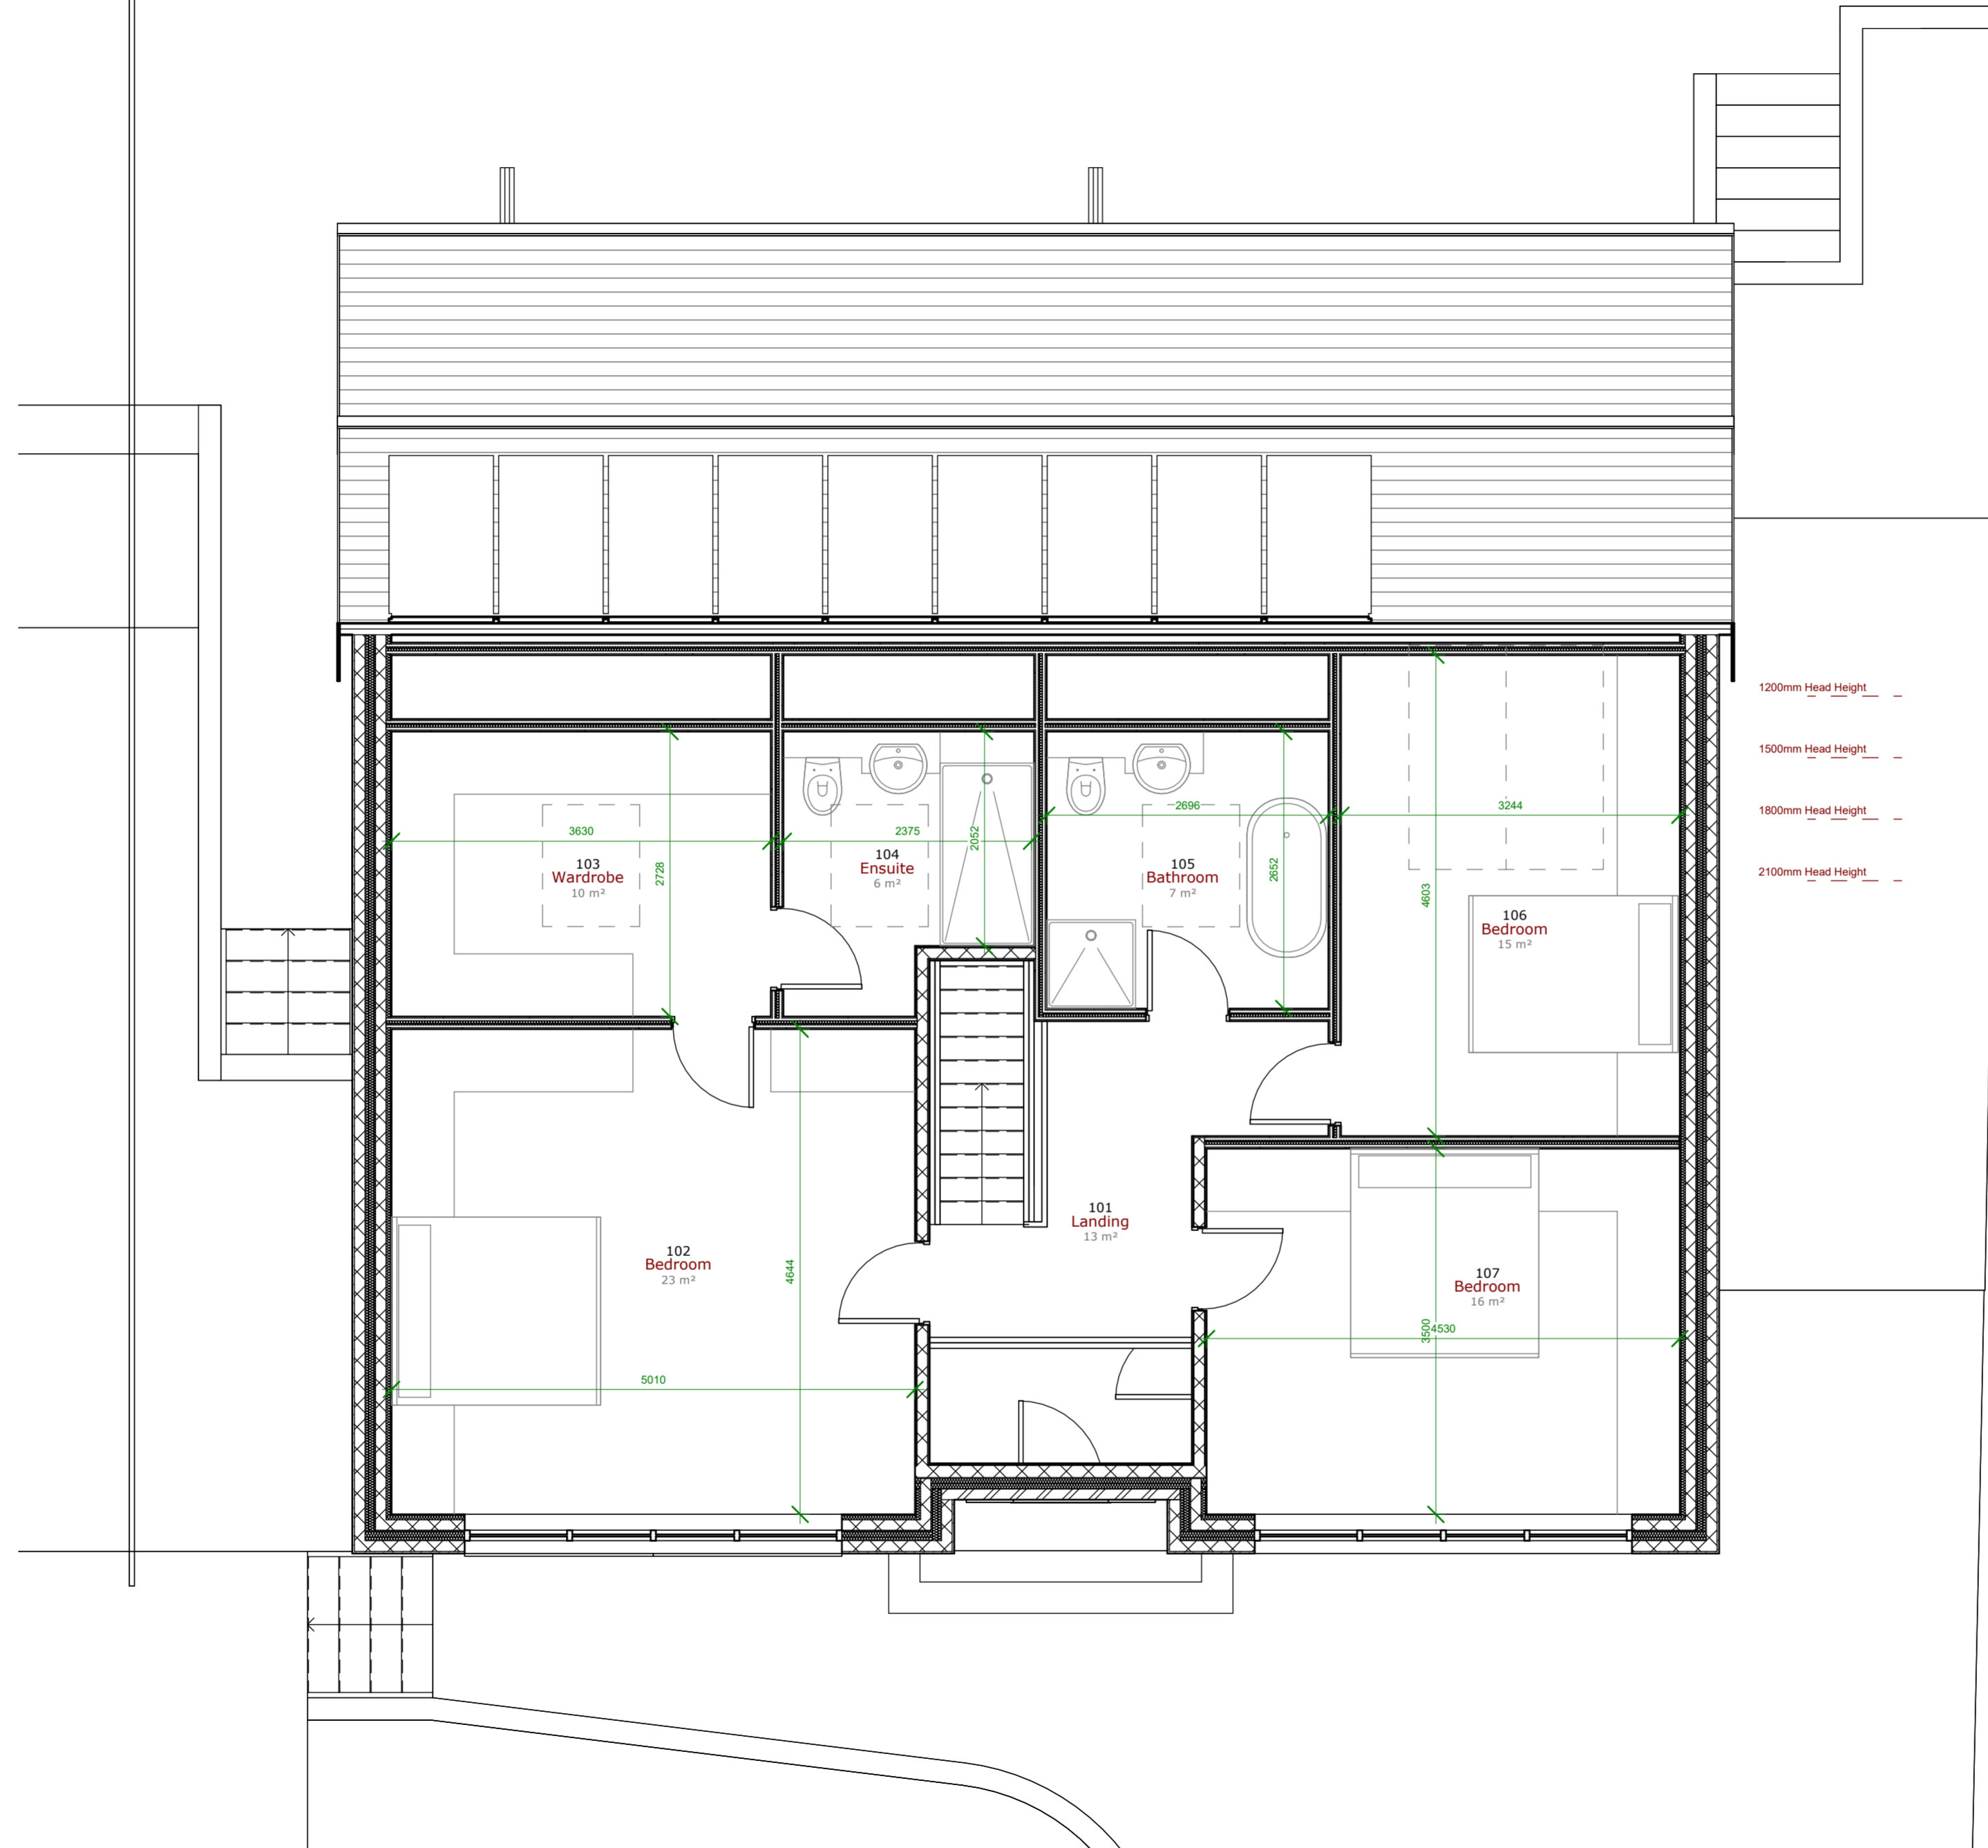 1200mm Head Height
1500mm Head Height
1800mm Head Height
2100mm Head Height
3630
103
Wardrobe
10 m²
2728
2375
104
Ensuite
6 m²
2052
2696
105
Bathroom
7 m²
2652
3244
4603
106
Bedroom
15 m²
101
Landing
13 m²
102
Bedroom
23 m²
4644
5010
107
Bedroom
16 m²
3500
4530